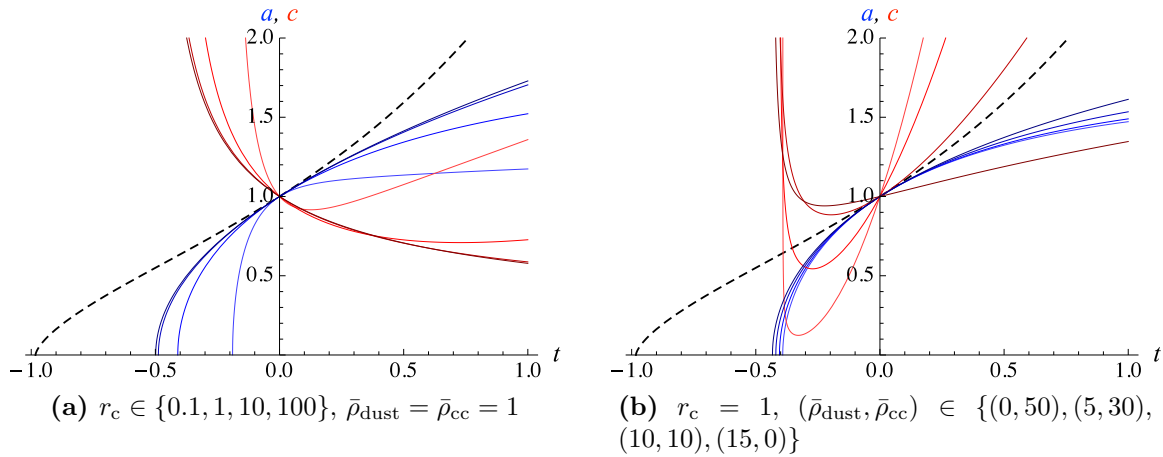 a, c
2.0
1.5
1.0
0.5
−1.0 −0.5 0.0 0.5 1.0 t
(a) r_c ∈ {0.1, 1, 10, 100}, ρ̄_dust = ρ̄_cc = 1
a, c
2.0
1.5
1.0
0.5
−1.0 −0.5 0.0 0.5 1.0 t
(b) r_c = 1, (ρ̄_dust, ρ̄_cc) ∈ {(0, 50), (5, 30),
(10, 10), (15, 0)}